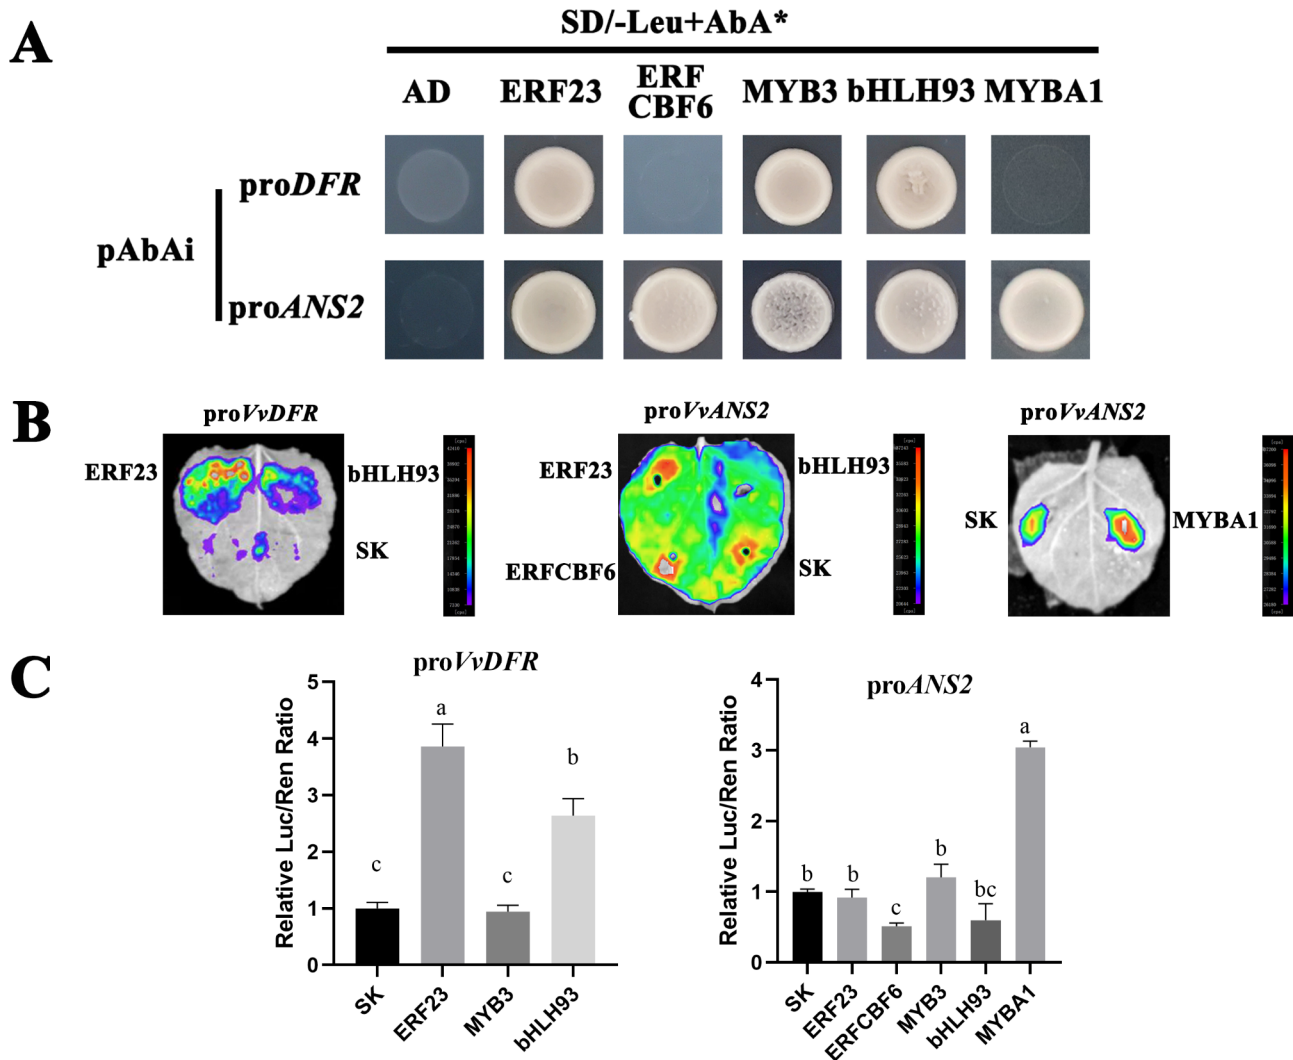 A
SD/-Leu+AbA*
AD
ERF23
ERF
CBF6
MYB3
bHLH93
MYBA1
pAbAi
proDFR
proANS2
B
proVvDFR
ERF23
bHLH93
SK
proVvANS2
ERF23
bHLH93
ERFCBF6
SK
proVvANS2
SK
MYBA1
C
proVvDFR
Relative Luc/Ren Ratio
5
4
3
2
1
0
c
a
c
b
SK
ERF23
MYB3
bHLH93
proANS2
Relative Luc/Ren Ratio
4
3
2
1
0
b
b
c
b
bc
a
SK
ERF23
ERFCBF6
MYB3
bHLH93
MYBA1